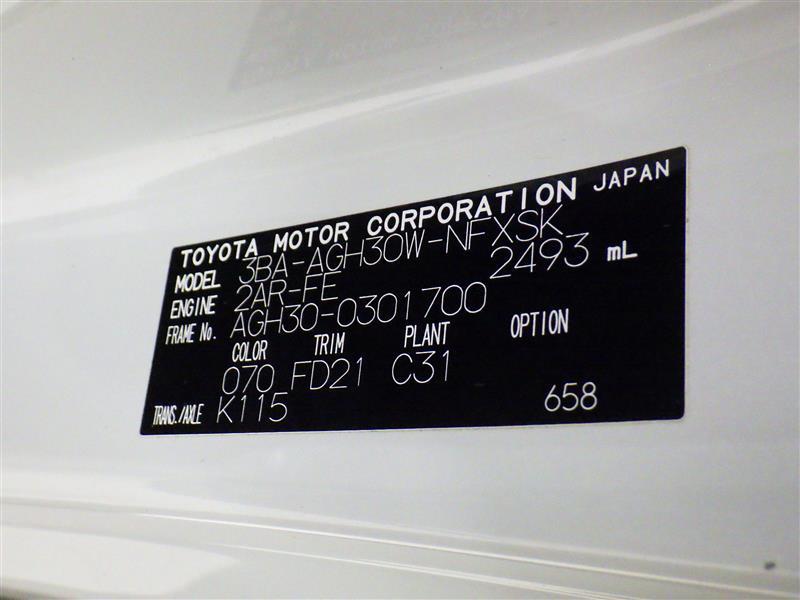 TOYOTA MOTOR CORPORATION JAPAN
MODEL 3BA-AGH30W-NFXSK
ENGINE 2AR-FE 2493 mL
FRAME No. AGH30-0301700
COLOR TRIM PLANT OPTION
070 FD21 C31
TRANS./AXLE K115 658